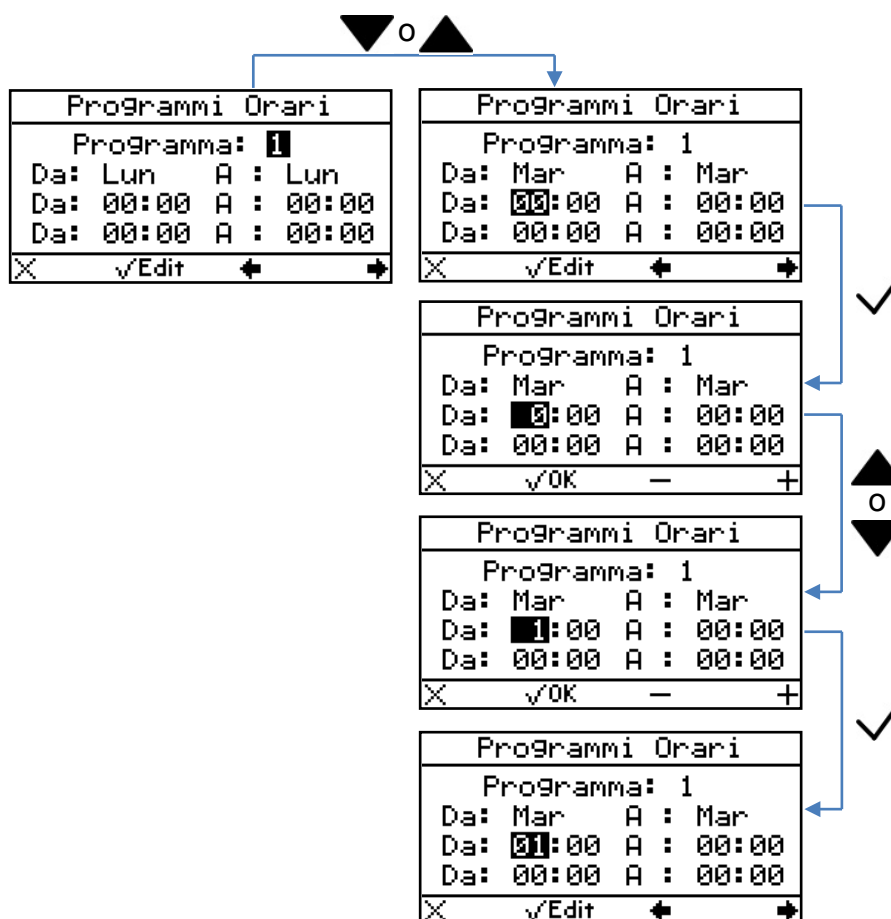 o
Programmi Orari
Programma: 1
Da: Lun A : Lun
Da: 00:00 A : 00:00
Da: 00:00 A : 00:00
X √Edit ← →
Programmi Orari
Programma: 1
Da: Mar A : Mar
Da: 00:00 A : 00:00
Da: 00:00 A : 00:00
X √Edit ← →
Programmi Orari
Programma: 1
Da: Mar A : Mar
Da: 0:00 A : 00:00
Da: 00:00 A : 00:00
X √OK − +
o
Programmi Orari
Programma: 1
Da: Mar A : Mar
Da: 1:00 A : 00:00
Da: 00:00 A : 00:00
X √OK − +
Programmi Orari
Programma: 1
Da: Mar A : Mar
Da: 01:00 A : 00:00
Da: 00:00 A : 00:00
X √Edit ← →